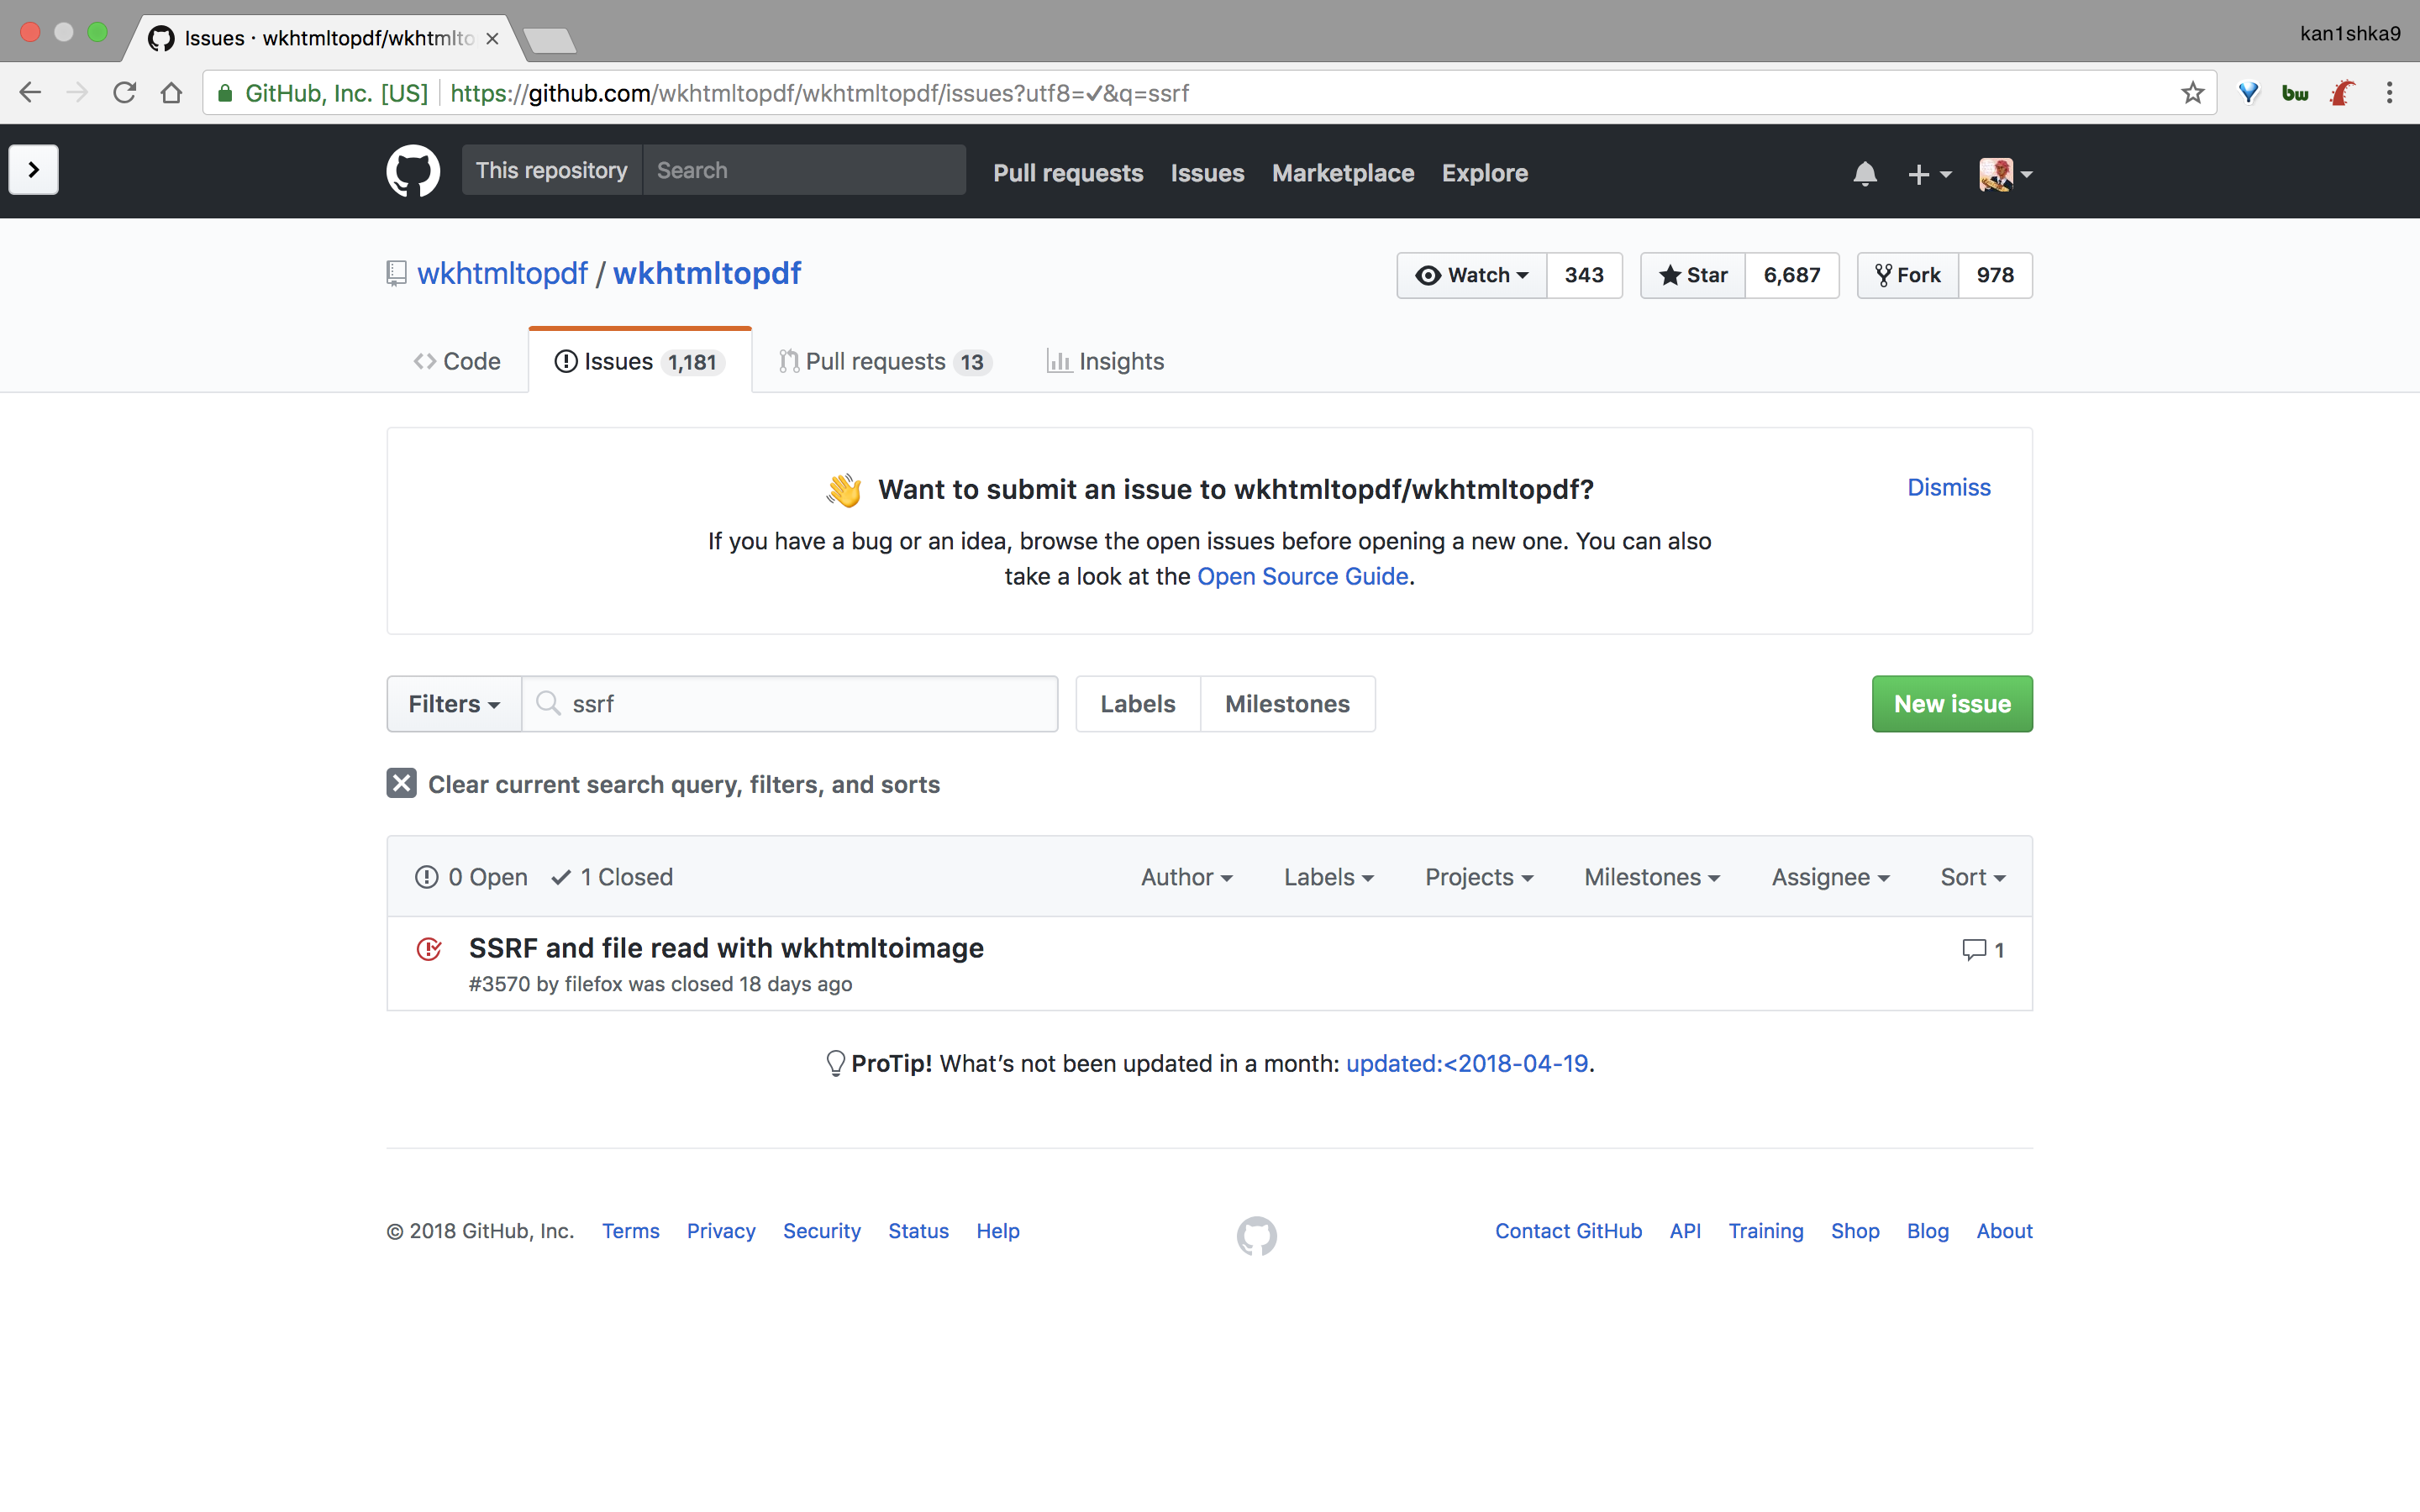 Issues · wkhtmltopdf/wkhtmlto
kan1shka9
GitHub, Inc. [US] https://github.com/wkhtmltopdf/wkhtmltopdf/issues?utf8=✓&q=ssrf
bw
This repository Search Pull requests Issues Marketplace Explore
wkhtmltopdf / wkhtmltopdf
Watch 343 Star 6,687 Fork 978
Code Issues 1,181 Pull requests 13 Insights
👋 Want to submit an issue to wkhtmltopdf/wkhtmltopdf? Dismiss
If you have a bug or an idea, browse the open issues before opening a new one. You can also
take a look at the Open Source Guide.
Filters ssrf Labels Milestones New issue
Clear current search query, filters, and sorts
0 Open 1 Closed Author Labels Projects Milestones Assignee Sort
SSRF and file read with wkhtmltoimage 1
#3570 by filefox was closed 18 days ago
ProTip! What’s not been updated in a month: updated:<2018-04-19.
© 2018 GitHub, Inc. Terms Privacy Security Status Help Contact GitHub API Training Shop Blog About